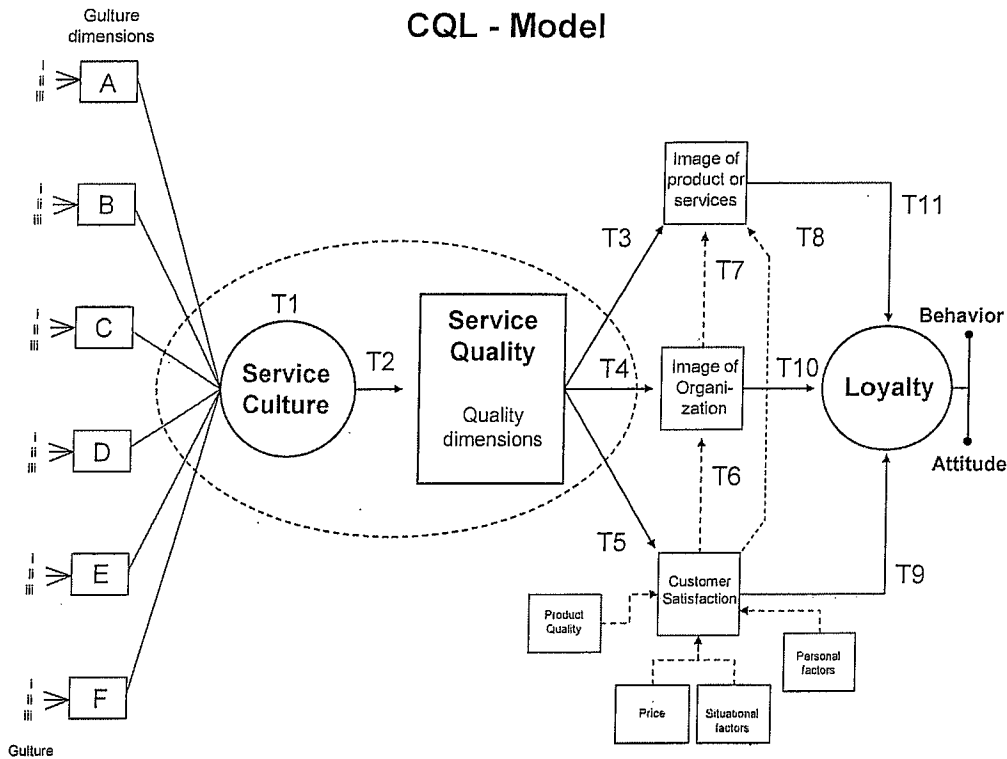 CQL - Model
Gulture
dimensions
i
ii
iii
A
i
ii
iii
B
i
ii
iii
C
i
ii
iii
D
i
ii
iii
E
i
ii
iii
F
Gulture
T1
Service
Culture
T2
Service
Quality
Quality
dimensions
T3
T4
T5
Image of
product or
services
T7
T8
T11
Image of
Organi-
zation
T10
T6
Customer
Satisfaction
T9
Product
Quality
Price
Situational
factors
Personal
factors
Loyalty
Behavior
Attitude